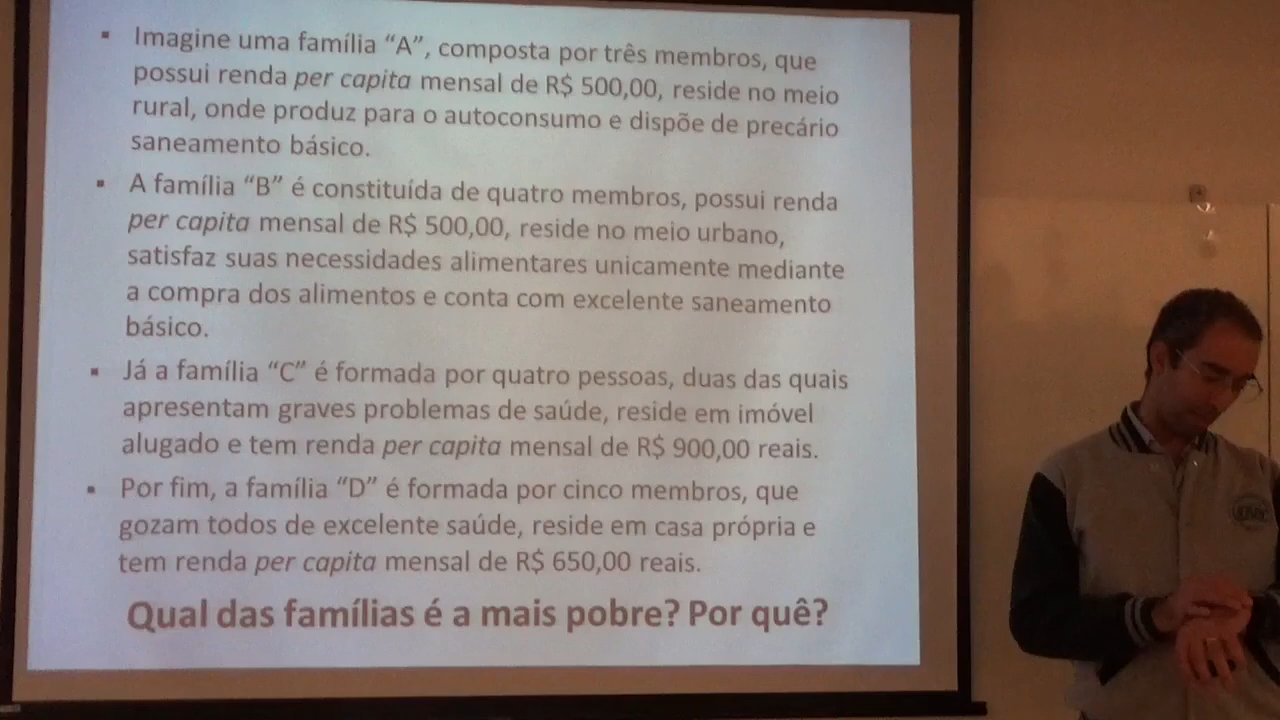 ▪ Imagine uma família “A”, composta por três membros, que
possui renda per capita mensal de R$ 500,00, reside no meio
rural, onde produz para o autoconsumo e dispõe de precário
saneamento básico.
▪ A família “B” é constituída de quatro membros, possui renda
per capita mensal de R$ 500,00, reside no meio urbano,
satisfaz suas necessidades alimentares unicamente mediante
a compra dos alimentos e conta com excelente saneamento
básico.
▪ Já a família “C” é formada por quatro pessoas, duas das quais
apresentam graves problemas de saúde, reside em imóvel
alugado e tem renda per capita mensal de R$ 900,00 reais.
▪ Por fim, a família “D” é formada por cinco membros, que
gozam todos de excelente saúde, reside em casa própria e
tem renda per capita mensal de R$ 650,00 reais.
Qual das famílias é a mais pobre? Por quê?